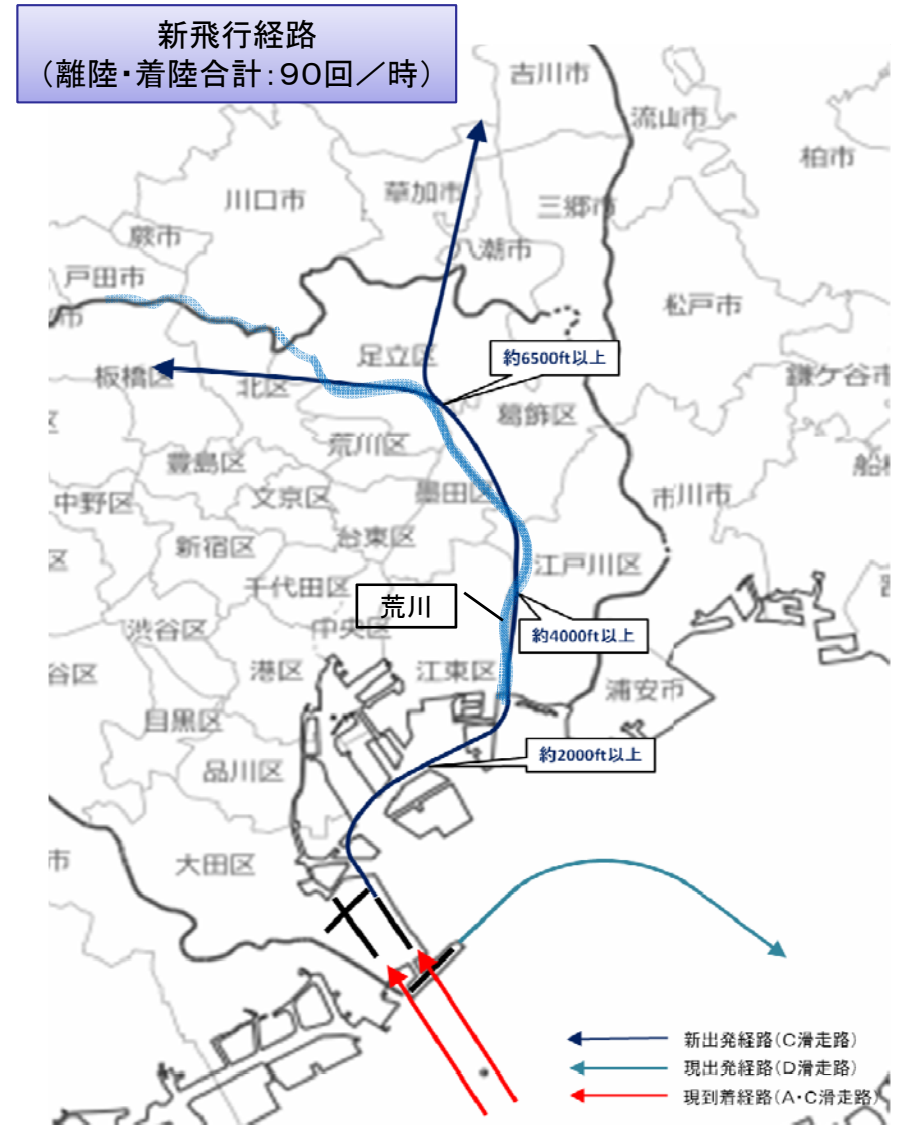 新飛行経路
（離陸・着陸合計：９０回／時）
吉川市
流山市
柏市
川口市
草加市
三郷市
蕨市
八潮市
戸田市
松戸市
足立区
約6500ft以上
板橋区
北区
鎌ケ谷市
葛飾区
荒川区
豊島区
船
墨田区
市川市
中野区
文京区
台東区
新宿区
江戸川区
千代田区
荒川
渋谷区
中央区
約4000ft以上
谷区
港区
江東区
浦安市
目黒区
約2000ft以上
品川区
市
大田区
新出発経路（Ｃ滑走路）
現出発経路（Ｄ滑走路）
現到着経路（Ａ・Ｃ滑走路）